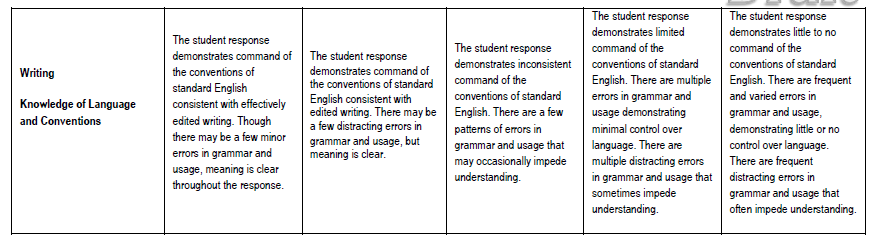 Writing
Knowledge of Language
and Conventions
The student response
demonstrates command of
the conventions of
standard English
consistent with effectively
edited writing. Though
there may be a few minor
errors in grammar and
usage, meaning is clear
throughout the response.
The student response
demonstrates command of
the conventions of standard
English consistent with
edited writing. There may be
a few distracting errors in
grammar and usage, but
meaning is clear.
The student response
demonstrates inconsistent
command of the
conventions of standard
English. There are a few
patterns of errors in
grammar and usage that
may occasionally impede
understanding.
The student response
demonstrates limited
command of the
conventions of standard
English. There are multiple
errors in grammar and
usage demonstrating
minimal control over
language. There are
multiple distracting errors
in grammar and usage that
sometimes impede
understanding.
The student response
demonstrates little to no
command of the
conventions of standard
English. There are frequent
and varied errors in
grammar and usage,
demonstrating little or no
control over language.
There are frequent
distracting errors in
grammar and usage that
often impede understanding.